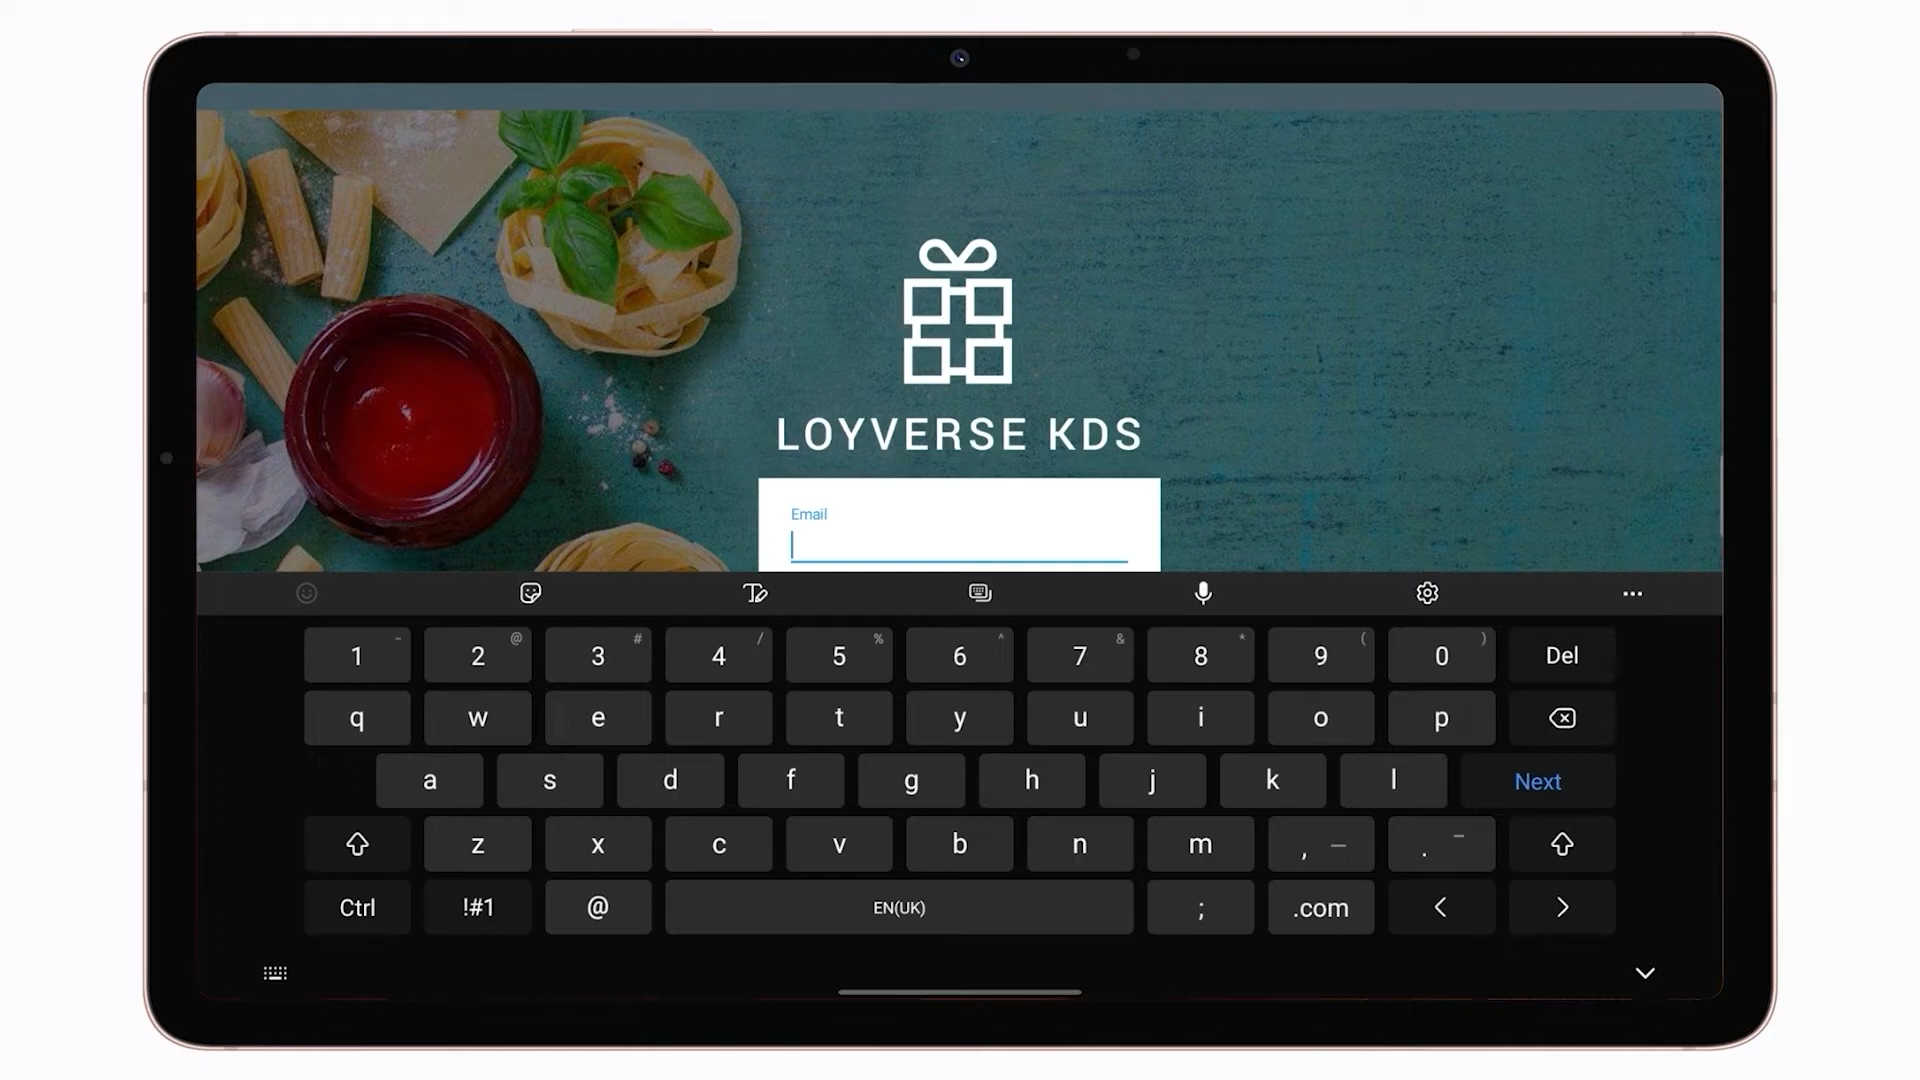 LOYVERSE KDS
Email
1 - 2 @ 3 # 4 / 5 % 6 ^ 7 & 8 * 9 ( 0 ) Del
q w e r t y u i o p
a s d f g h j k l Next
z x c v b n m , — . –
Ctrl !#1 @ EN(UK) ; .com < >